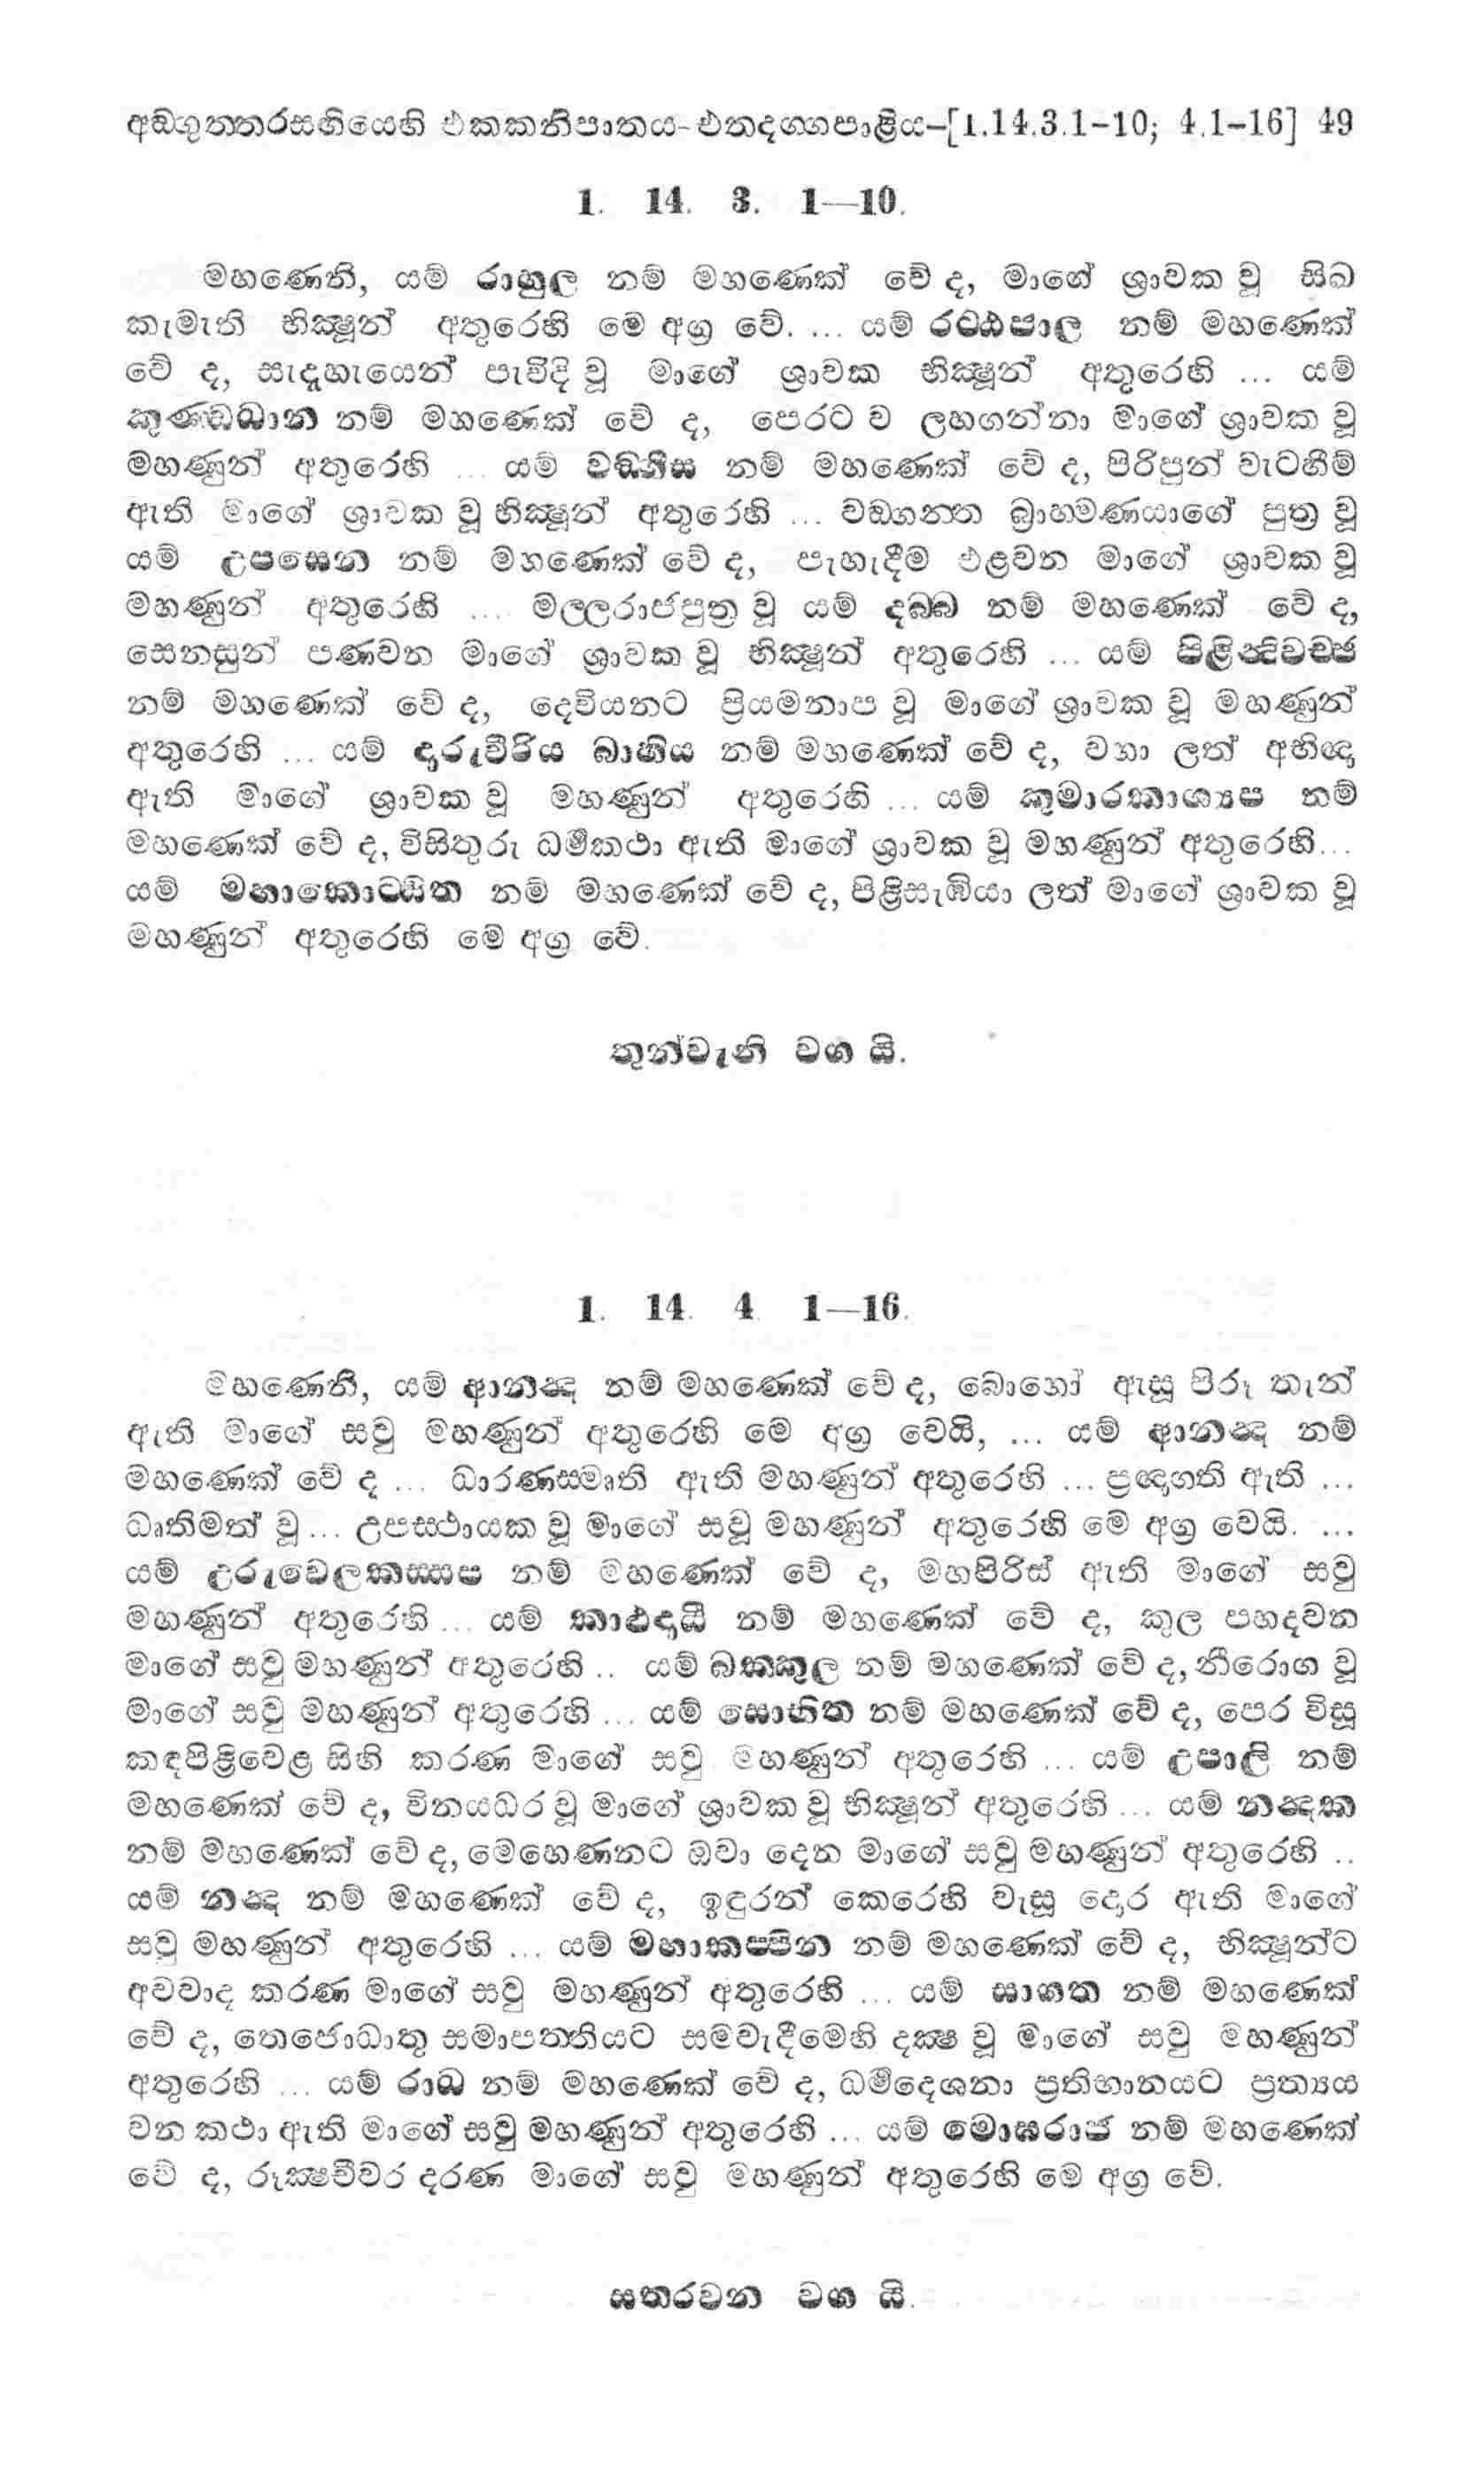 අඞ්ගුත්තරසඟියෙහි එකකනිපාතය-එතදග්ගපාළිය-[1.14.3.1-10; 4.1-16] 49
1. 14. 3. 1—10.
මහණෙනි, යම් රාහුල නම් මහණෙක් වේ ද, මාගේ ශ්‍රාවක වූ සිඛ
කැමැති භික්‍ෂූන් අතුරෙහි මෙ අග්‍ර වේ. ... යම් රට්ඨපාල නම් මහණෙක්
වේ ද, සැදෑහැයෙන් පැවිදි වූ මාගේ ශ්‍රාවක භික්‍ෂූන් අතුරෙහි ... යම්
කුණ්ඩධාන නම් මහණෙක් වේ ද, පෙරට ව ලහගන්නා මාගේ ශ්‍රාවක වූ
මහණුන් අතුරෙහි ... යම් වඞ්ගීස නම් මහණෙක් වේ ද, පිරිපුන් වැටහීම්
ඇති මාගේ ශ්‍රාවක වූ භික්‍ෂූන් අතුරෙහි ... වඞ්ගන්ත බ්‍රාහ්මණයාගේ පුත්‍ර වූ
යම් උපසෙන නම් මහණෙක් වේ ද, පැහැදීම් එළවන මාගේ ශ්‍රාවක වූ
මහණුන් අතුරෙහි ... මල්ලරාජපුත්‍ර වූ යම් දබ්බ නම් මහණෙක් වේ ද,
සෙනසුන් පණවන මාගේ ශ්‍රාවක වූ භික්‍ෂූන් අතුරෙහි ... යම් පිළින්දිවච්ඡ
නම් මහණෙක් වේ ද, දෙවියනට ප්‍රියමනාප වූ මාගේ ශ්‍රාවක වූ මහණුන්
අතුරෙහි ... යම් දාරුචීරිය බාහිය නම් මහණෙක් වේ ද, වහා ලත් අභිඥා
ඇති මාගේ ශ්‍රාවක වූ මහණුන් අතුරෙහි ... යම් කුමාරකාශ්‍යප නම්
මහණෙක් වේ ද, විසිතුරු ධර්‍මකථා ඇති මාගේ ශ්‍රාවක වූ මහණුන් අතුරෙහි...
යම් මහාකොට්ඨිත නම් මහණෙක් වේ ද, පිළිසැඹියා ලත් මාගේ ශ්‍රාවක වූ
මහණුන් අතුරෙහි මෙ අග්‍ර වේ.
තුන්වැනි වග යි.
1. 14. 4 1—16.
මහණෙනි, යම් ආනන්‍ද නම් මහණෙක් වේ ද, බොහෝ ඇසූ පිරූ තැන්
ඇති මාගේ සවු මහණුන් අතුරෙහි මෙ අග්‍ර වෙයි, ... යම් ආනන්‍ද නම්
මහණෙක් වේ ද ... ධාරණස්මෘති ඇති මහණුන් අතුරෙහි ... ප්‍රඥාගති ඇති ...
ධෘතිමත් වූ ... උපස්ථායක වූ මාගේ සවු මහණුන් අතුරෙහි මෙ අග්‍ර වෙයි. ...
යම් උරුවෙලකස්සප නම් මහණෙක් වේ ද, මහපිරිස් ඇති මාගේ සවු
මහණුන් අතුරෙහි ... යම් කාළුදායී නම් මහණෙක් වේ ද, කුල පහදවන
මාගේ සවු මහණුන් අතුරෙහි .. යම් බක්කුල නම් මහණෙක් වේ ද, නීරොග වූ
මාගේ සවු මහණුන් අතුරෙහි ... යම් සොභිත නම් මහණෙක් වේ ද, පෙර විසූ
කඳපිළිවෙළ සිහි කරණ මාගේ සවු මහණුන් අතුරෙහි ... යම් උපාලි නම්
මහණෙක් වේ ද, විනයධර වූ මාගේ ශ්‍රාවක වූ භික්‍ෂූන් අතුරෙහි ... යම් නන්‍දක
නම් මහණෙක් වේ ද, මෙහෙණනට ඔවා දෙන මාගේ සවු මහණුන් අතුරෙහි ..
යම් නන්‍ද නම් මහණෙක් වේ ද, ඉඳුරන් කෙරෙහි වැසූ දොර ඇති මාගේ
සවු මහණුන් අතුරෙහි ... යම් මහාකප්පින නම් මහණෙක් වේ ද, භික්‍ෂූන්ට
අවවාද කරණ මාගේ සවු මහණුන් අතුරෙහි ... යම් සාගත නම් මහණෙක්
වේ ද, තෙජොධාතු සමාපත්තියට සමවැදීමෙහි දක්‍ෂ වූ මාගේ සවු මහණුන්
අතුරෙහි ... යම් රාධ නම් මහණෙක් වේ ද, ධර්‍මදෙශනා ප්‍රතිභානයට ප්‍රත්‍යය
වන කථා ඇති මාගේ සවු මහණුන් අතුරෙහි ... යම් මොඝරාජ නම් මහණෙක්
වේ ද, රූක්‍ෂචීවර දරණ මාගේ සවු මහණුන් අතුරෙහි මෙ අග්‍ර වේ.
සතරවන වග යි.